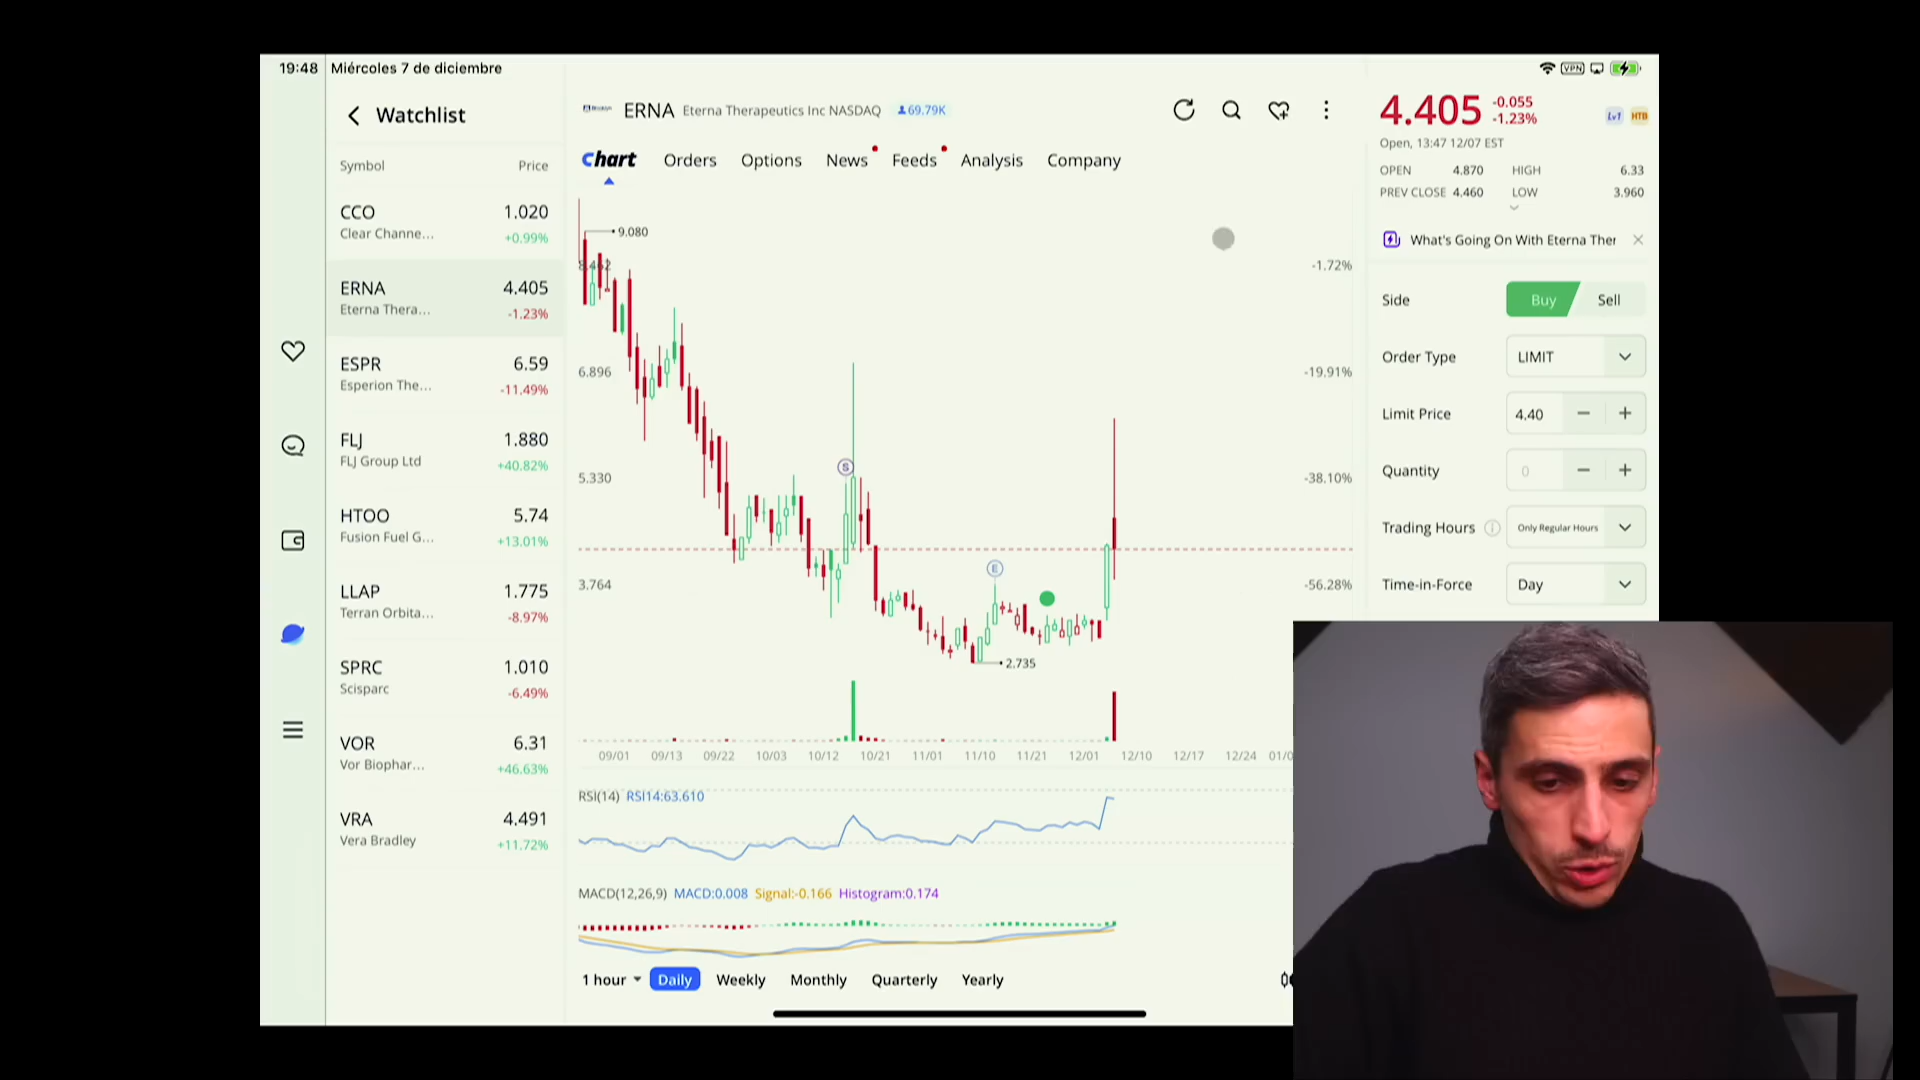 19:48 Miércoles 7 de diciembre
VPN
Watchlist
Symbol Price
CCO 1.020
Clear Channe... +0.99%
ERNA 4.405
Eterna Thera... -1.23%
ESPR 6.59
Esperion The... -11.49%
FLJ 1.880
FLJ Group Ltd +40.82%
HTOO 5.74
Fusion Fuel G... +13.01%
LLAP 1.775
Terran Orbita... -8.97%
SPRC 1.010
Scisparc -6.49%
VOR 6.31
Vor Biophar... +46.63%
VRA 4.491
Vera Bradley +11.72%
ERNA Eterna Therapeutics Inc NASDAQ 69.79K
Chart Orders Options News Feeds Analysis Company
9.080
-1.72%
6.896 -19.91%
S
5.330 -38.10%
E
3.764 -56.28%
2.735
09/01 09/13 09/22 10/03 10/12 10/21 11/01 11/10 11/21 12/01 12/10 12/17 12/24
RSI(14) RSI14:63.610
MACD(12,26,9) MACD:0.008 Signal:-0.166 Histogram:0.174
1 hour Daily Weekly Monthly Quarterly Yearly
4.405 -0.055
-1.23%
Lv1 HTB
Open, 13:47 12/07 EST
OPEN 4.870 HIGH 6.33
PREV CLOSE 4.460 LOW 3.960
What's Going On With Eterna Ther
Side Buy Sell
Order Type LIMIT
Limit Price 4.40 − +
Quantity 0 − +
Trading Hours Only Regular Hours
Time-in-Force Day